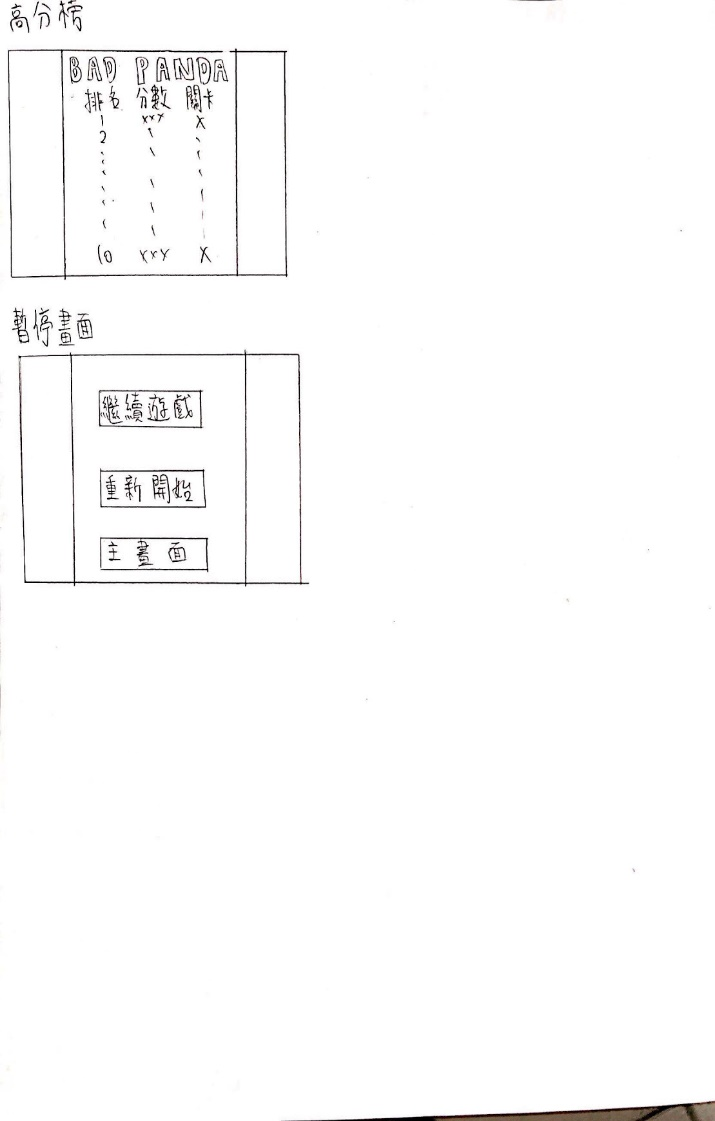 高分榜
BAD PANDA
排名 分數 關卡
1 xxx x
2
10 xxx x
暫停畫面
繼續遊戲
重新開始
主畫面